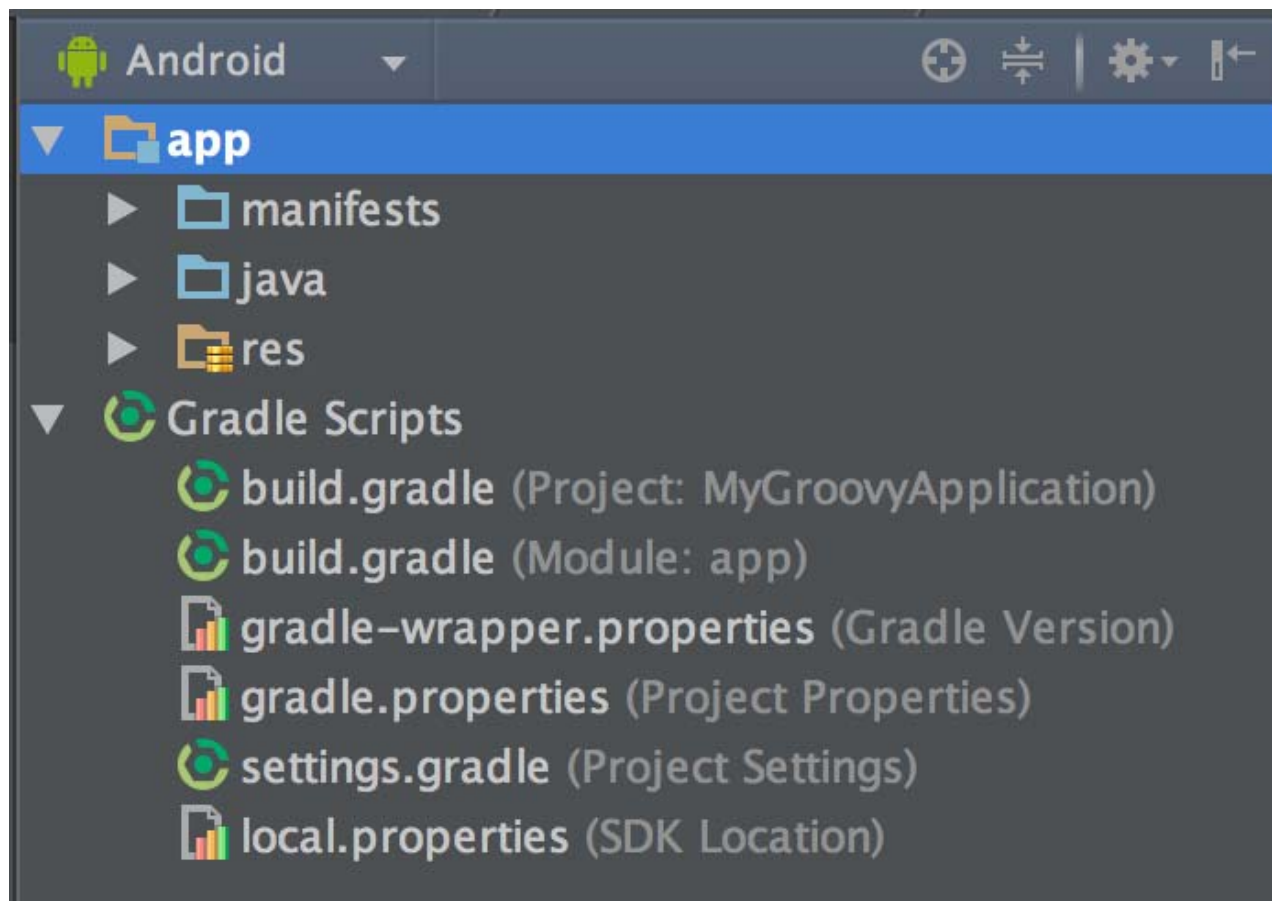 Android
app
manifests
java
res
Gradle Scripts
build.gradle (Project: MyGroovyApplication)
build.gradle (Module: app)
gradle-wrapper.properties (Gradle Version)
gradle.properties (Project Properties)
settings.gradle (Project Settings)
local.properties (SDK Location)